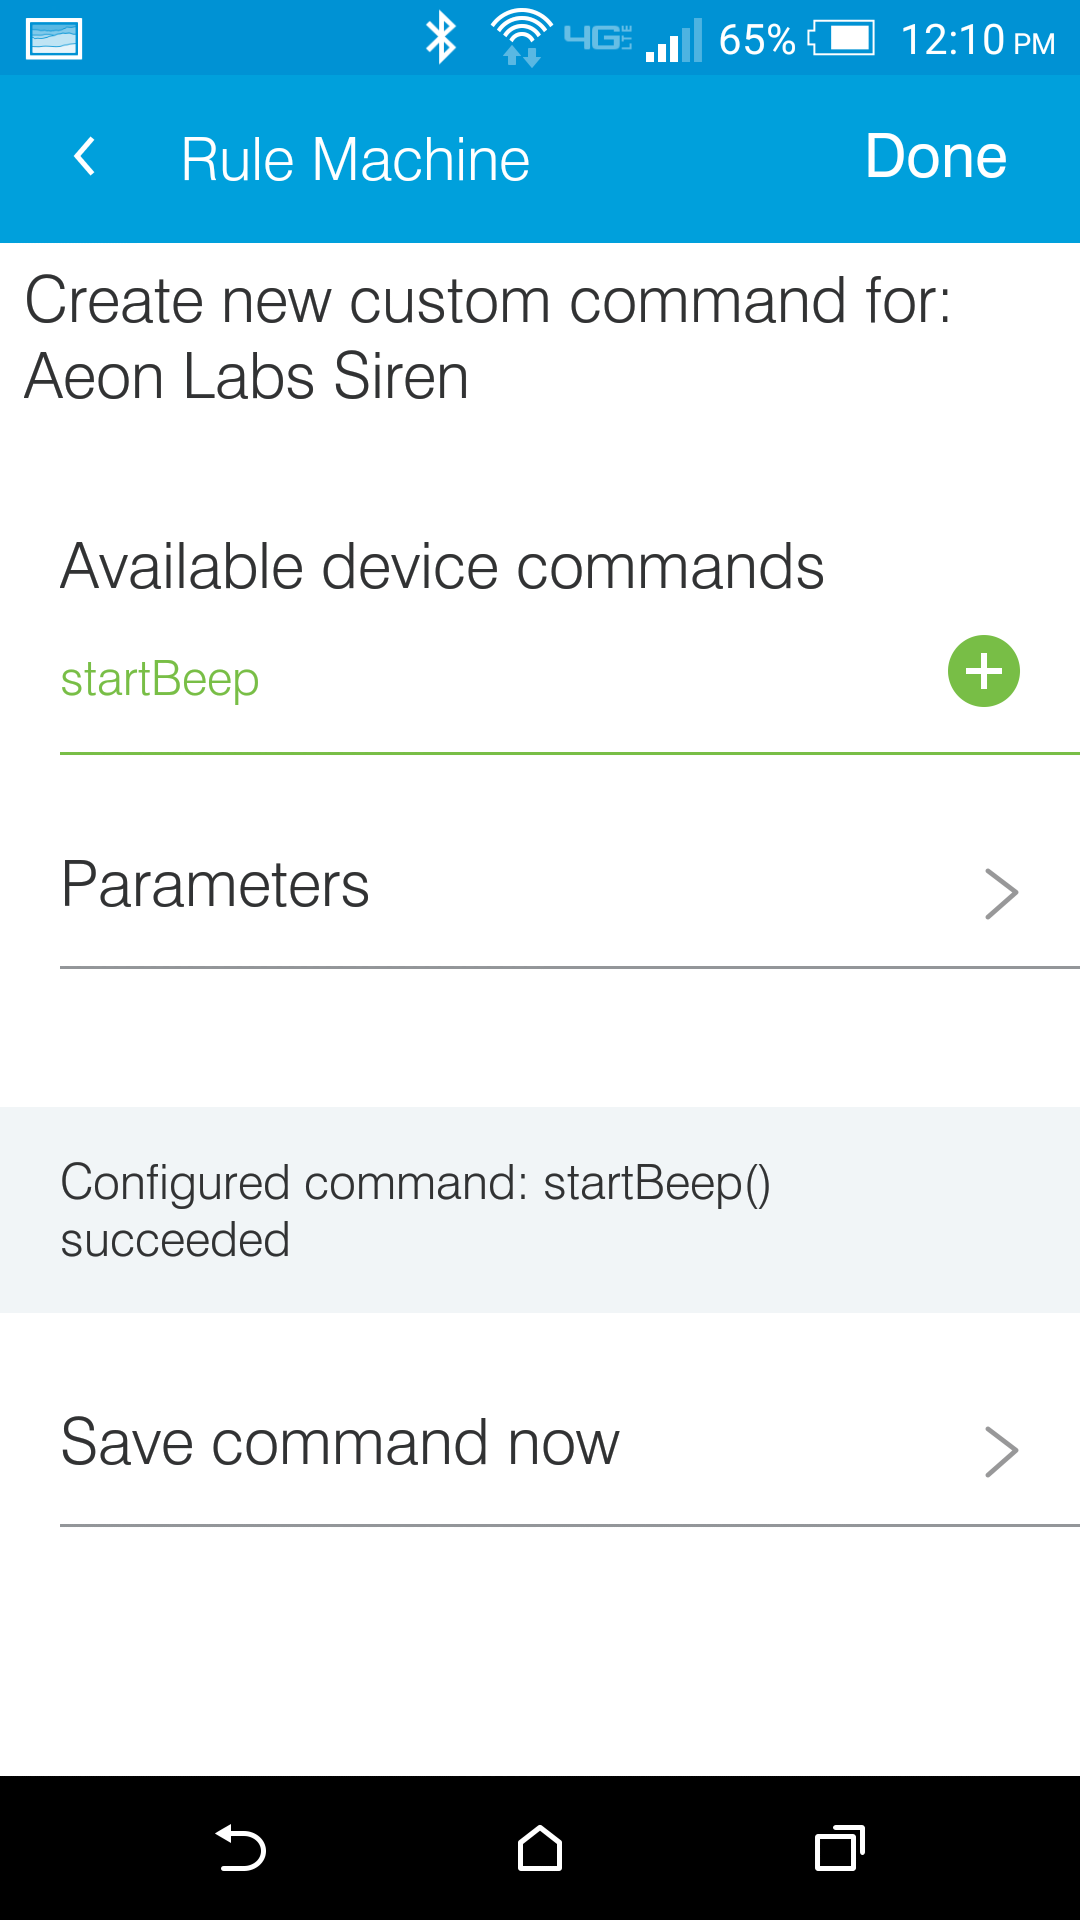 4G LTE 65% 12:10 PM
Rule Machine Done
Create new custom command for:
Aeon Labs Siren
Available device commands
startBeep
Parameters
Configured command: startBeep()
succeeded
Save command now